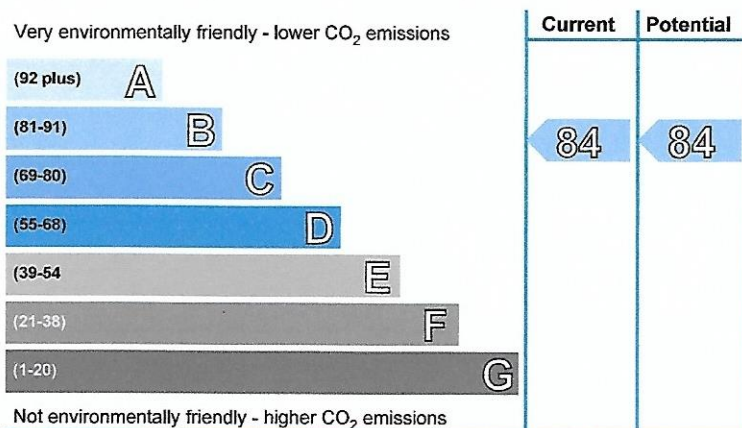 Very environmentally friendly - lower CO2 emissions
Current Potential
(92 plus) A
(81-91) B
84 84
(69-80) C
(55-68) D
(39-54 E
(21-38) F
(1-20) G
Not environmentally friendly - higher CO2 emissions